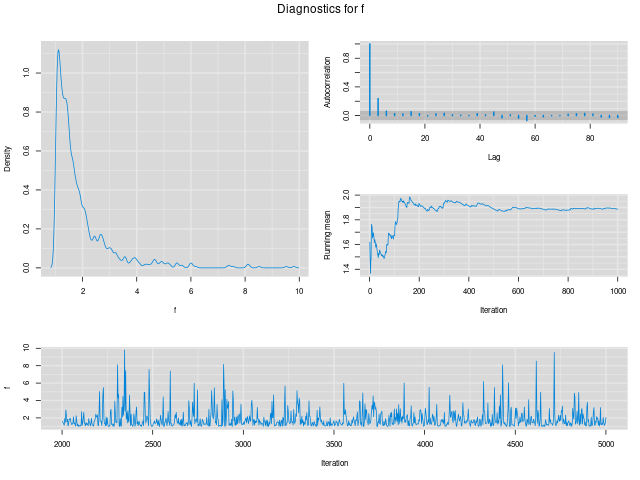 Diagnostics for f
Density
0.0 0.2 0.4 0.6 0.8 1.0
2 4 6 8 10
f
Autocorrelation
0.0 0.4 0.8
0 20 40 60 80
Lag
Running mean
1.4 1.6 1.8 2.0
0 200 400 600 800 1000
Iteration
f
2 4 6 8 10
2000 2500 3000 3500 4000 4500 5000
Iteration